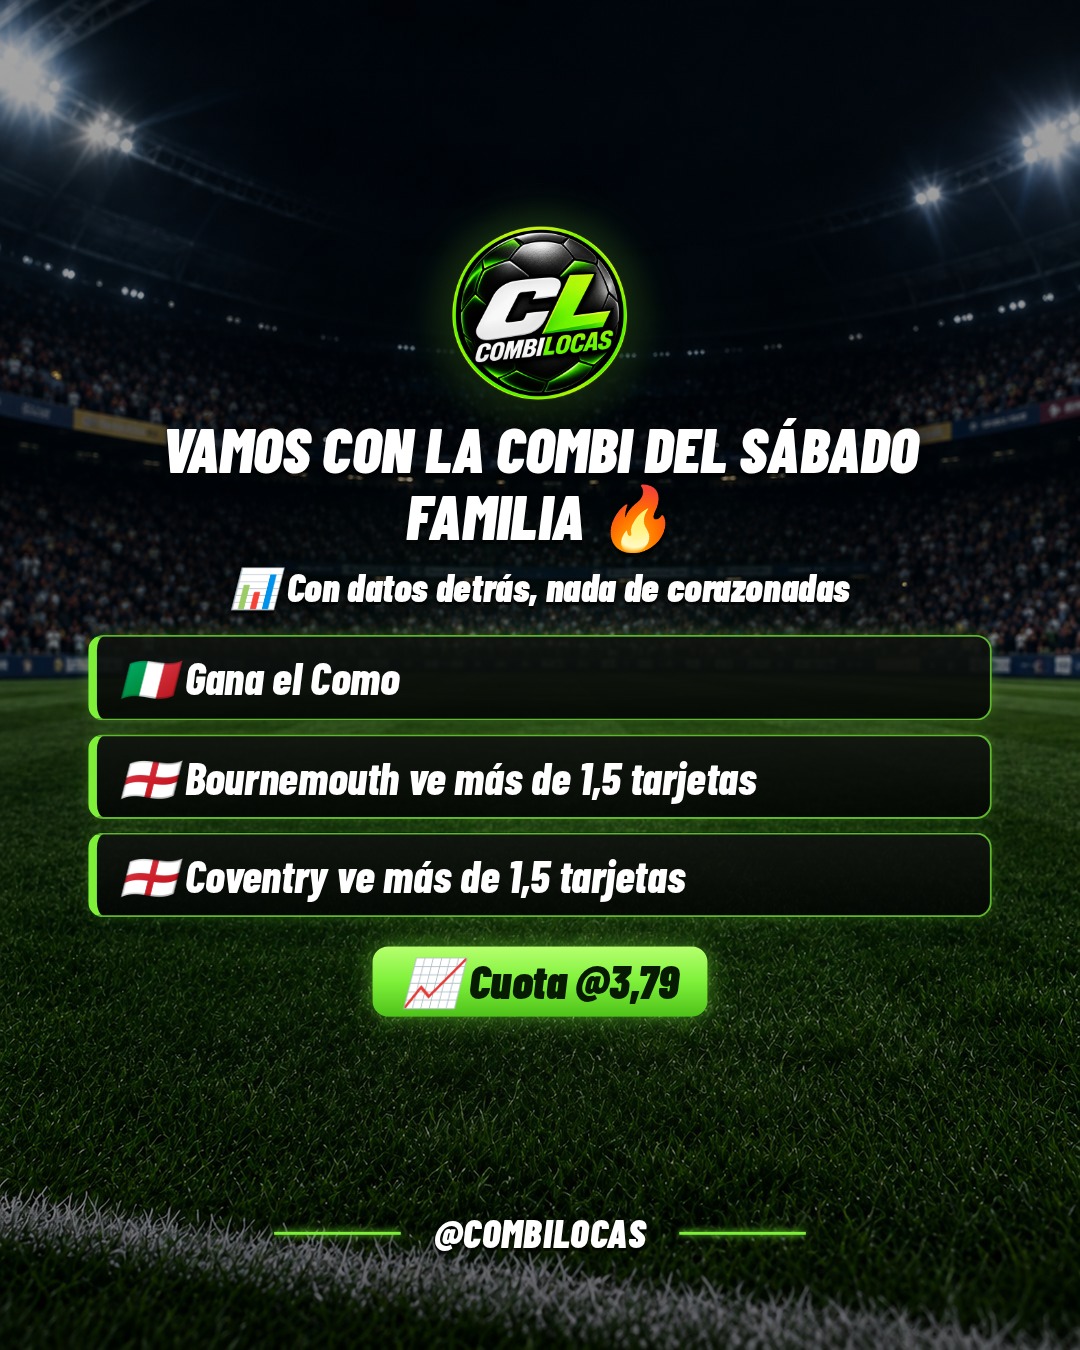 CL
COMBILOCAS
VAMOS CON LA COMBI DEL SÁBADO
FAMILIA 🔥
📊 Con datos detrás, nada de corazonadas
🇮🇹 Gana el Como
🏴󠁧󠁢󠁥󠁮󠁧󠁿 Bournemouth ve más de 1,5 tarjetas
🏴󠁧󠁢󠁥󠁮󠁧󠁿 Coventry ve más de 1,5 tarjetas
📈 Cuota @3,79
@COMBILOCAS